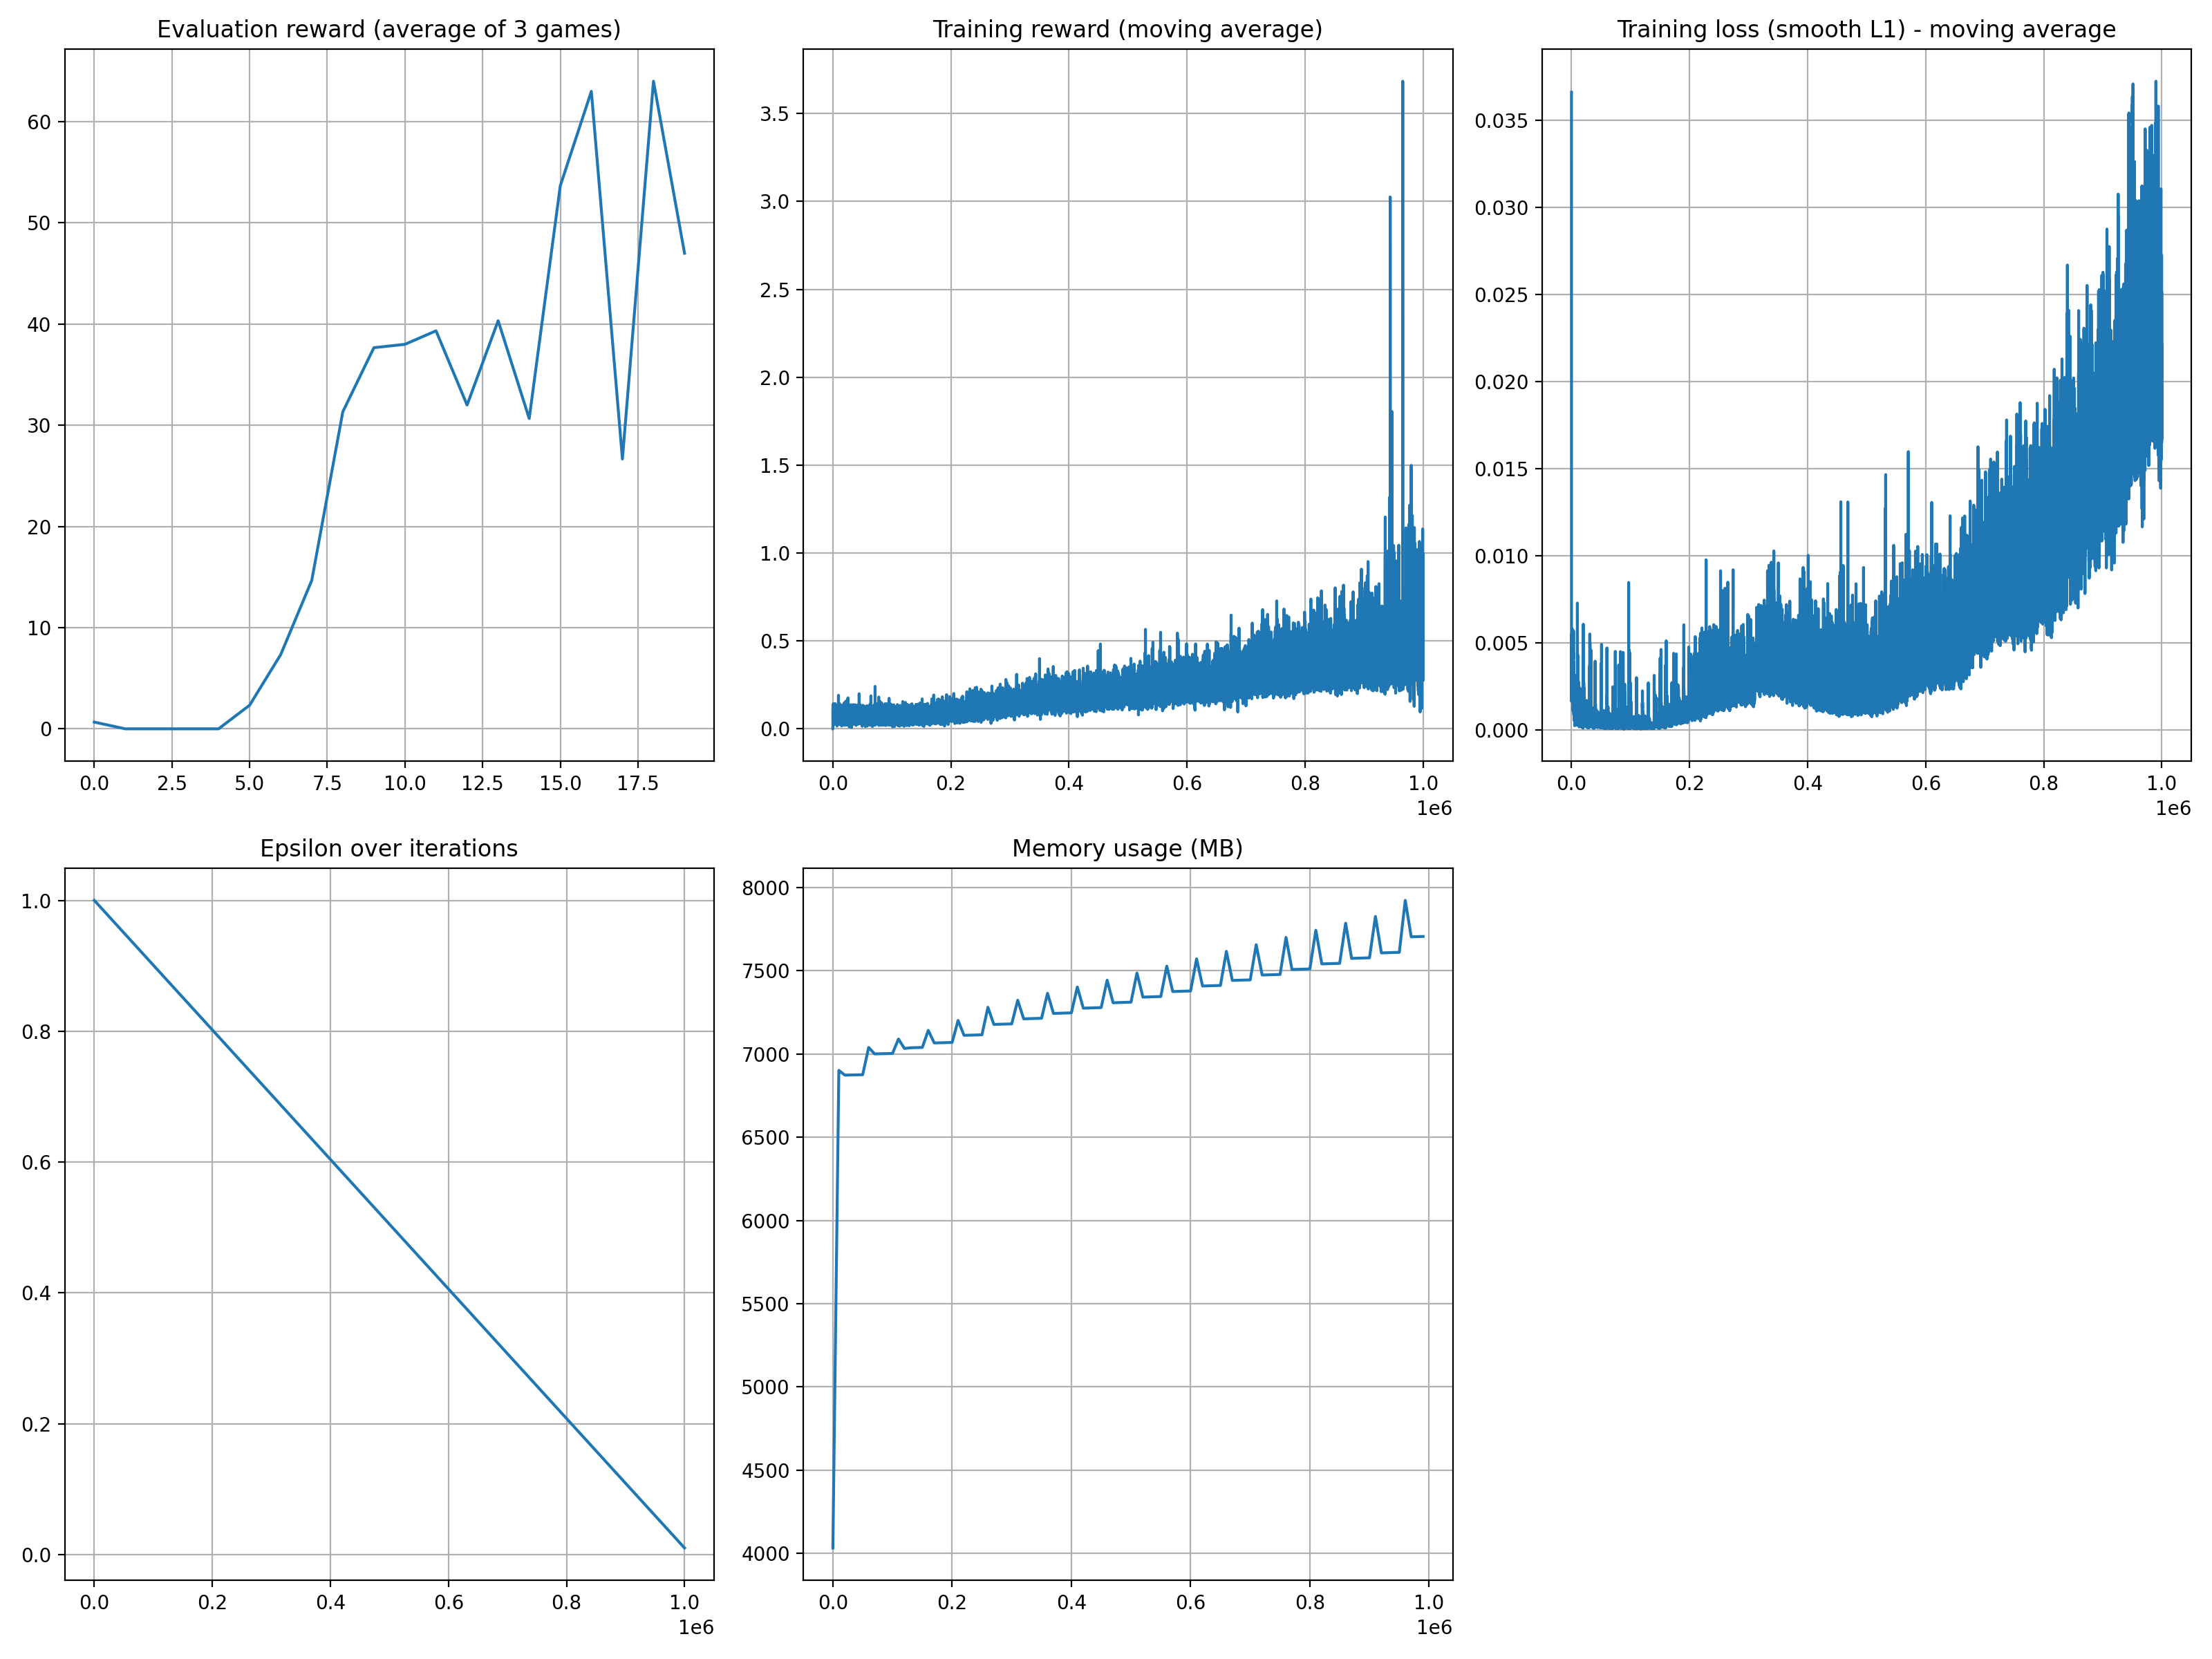 Evaluation reward (average of 3 games)
60
50
40
30
20
10
0
0.0 2.5 5.0 7.5 10.0 12.5 15.0 17.5
Training reward (moving average)
3.5
3.0
2.5
2.0
1.5
1.0
0.5
0.0
0.0 0.2 0.4 0.6 0.8 1.0
1e6
Training loss (smooth L1) - moving average
0.035
0.030
0.025
0.020
0.015
0.010
0.005
0.000
0.0 0.2 0.4 0.6 0.8 1.0
1e6
Epsilon over iterations
1.0
0.8
0.6
0.4
0.2
0.0
0.0 0.2 0.4 0.6 0.8 1.0
1e6
Memory usage (MB)
8000
7500
7000
6500
6000
5500
5000
4500
4000
0.0 0.2 0.4 0.6 0.8 1.0
1e6